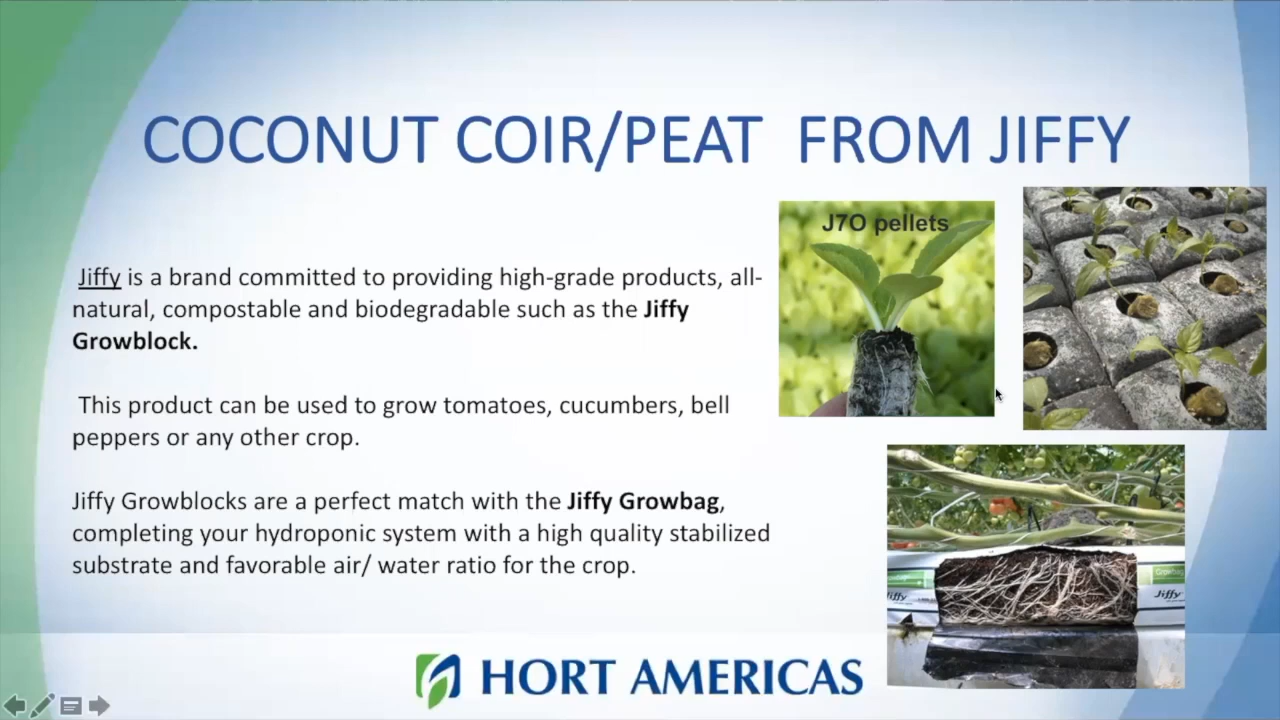 COCONUT COIR/PEAT FROM JIFFY
J7O pellets
Jiffy is a brand committed to providing high-grade products, all-
natural, compostable and biodegradable such as the Jiffy
Growblock.
This product can be used to grow tomatoes, cucumbers, bell
peppers or any other crop.
Jiffy Growblocks are a perfect match with the Jiffy Growbag,
completing your hydroponic system with a high quality stabilized
substrate and favorable air/ water ratio for the crop.
Growbag
Jiffy
Jiffy
HORT AMERICAS